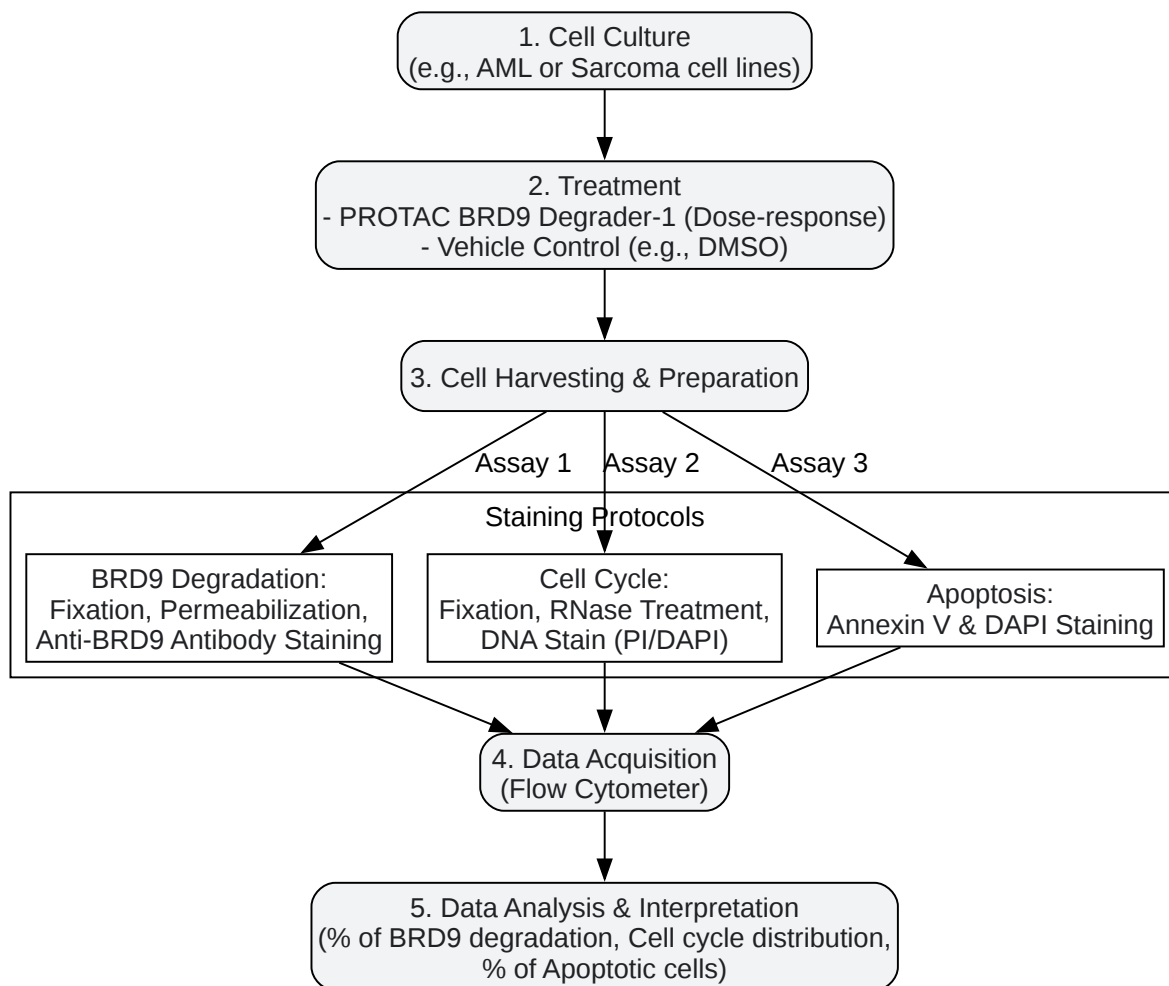 1. Cell Culture
(e.g., AML or Sarcoma cell lines)
2. Treatment
- PROTAC BRD9 Degrader-1 (Dose-response)
- Vehicle Control (e.g., DMSO)
3. Cell Harvesting & Preparation
Assay 1
Assay 2
Assay 3
Staining Protocols
BRD9 Degradation:
Fixation, Permeabilization,
Anti-BRD9 Antibody Staining
Cell Cycle:
Fixation, RNase Treatment,
DNA Stain (PI/DAPI)
Apoptosis:
Annexin V & DAPI Staining
4. Data Acquisition
(Flow Cytometer)
5. Data Analysis & Interpretation
(% of BRD9 degradation, Cell cycle distribution,
% of Apoptotic cells)